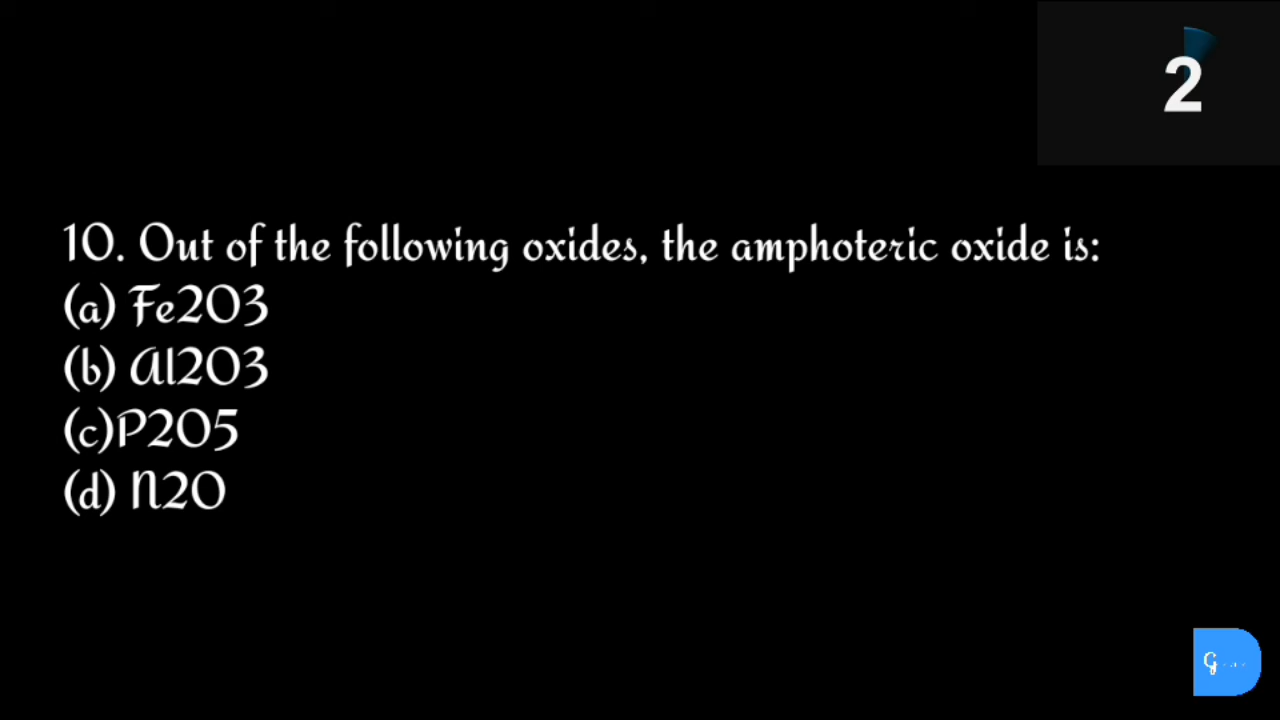 2
10. Out of the following oxides, the amphoteric oxide is:
(a) Fe2O3
(b) Al2O3
(c)P2O5
(d) N2O